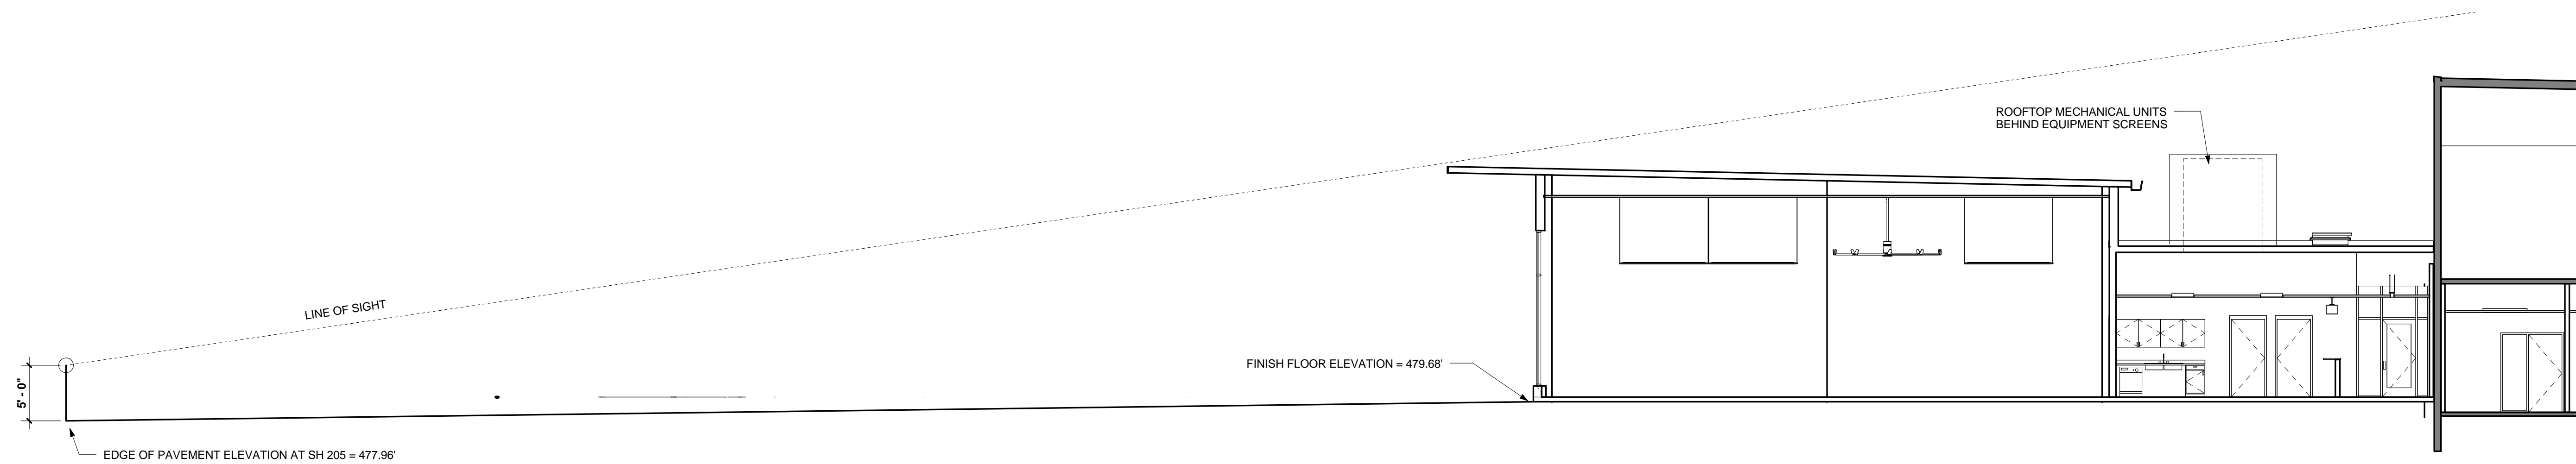 ROOFTOP MECHANICAL UNITS
BEHIND EQUIPMENT SCREENS
LINE OF SIGHT
5' - 0"
FINISH FLOOR ELEVATION = 479.68'
EDGE OF PAVEMENT ELEVATION AT SH 205 = 477.96'